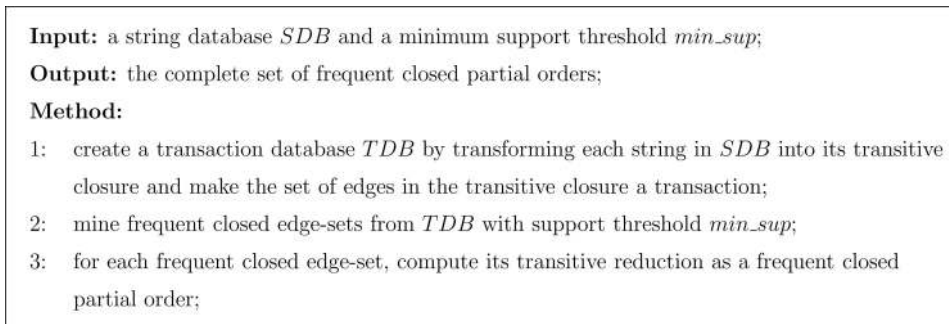 Input: a string database SDB and a minimum support threshold min_sup;
Output: the complete set of frequent closed partial orders;
Method:
1: create a transaction database TDB by transforming each string in SDB into its transitive
closure and make the set of edges in the transitive closure a transaction;
2: mine frequent closed edge-sets from TDB with support threshold min_sup;
3: for each frequent closed edge-set, compute its transitive reduction as a frequent closed
partial order;